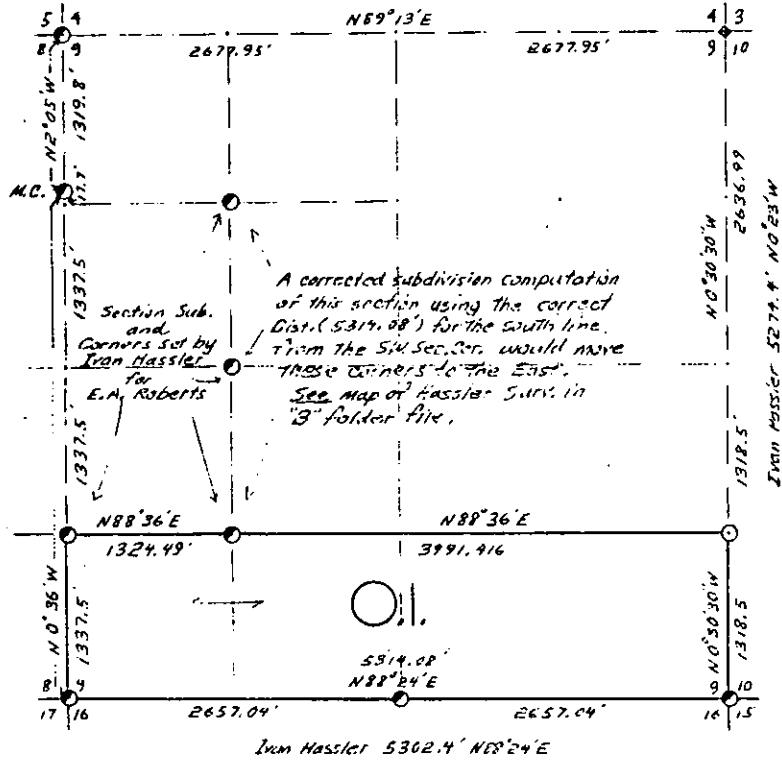 5 4
8 9
N89°13'E
2677.95'
2677.95'
4 3
9 10
N2°05'W
1319.8'
M.C.
17.7'
1337.5'
1337.5'
N0°36'W
1337.5'
Section Sub.
and
Corners Set by
Ivan Hassler
for
E.A. Roberts
A corrected subdivision computation
of this section using the correct
Dist. (5314.08') for the south line.
From the S.W. Sec. Cor. would move
these corners to the East.
See Map of Hassler Surv. in
"B" folder file.
N0°30'30"W
2636.99
1318.5'
Ivan Hassler 5274.4' N0°23'W
N88°36'E
1324.49'
N88°36'E
3991.416
O.1.
N0°30'30"W
1318.5
5314.08'
N88°24'E
8 9
17 16
2657.04'
2657.04'
9 10
16 15
Ivan Hassler 5302.4' N88°24'E